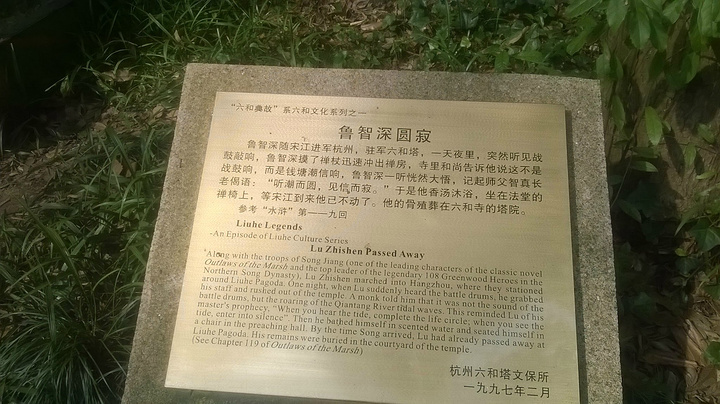 “六和典故”系六和文化系列之一
鲁智深圆寂
鲁智深随宋江进军杭州，驻军六和塔，一天夜里，突然听见战
鼓敲响，鲁智深摸了禅杖迅速冲出禅房，寺里和尚告诉他说这不是
战鼓响，而是钱塘潮信响，鲁智深一听恍然大悟，记起师父智真长
老偈语：“听潮而圆，见信而寂。”于是他香汤沐浴，坐在法堂的
禅椅上，等宋江到来他已不动了。他的骨殖葬在六和寺的塔院。
参考“水浒”第一一九回
Liuhe Legends
-An Episode of Liuhe Culture Series
Lu Zhishen Passed Away
Along with the troops of Song Jiang (one of the leading characters of the classic novel
Outlaws of the Marsh and the top leader of the legendary 108 Greenwood Heroes in the
Northern Song Dynasty), Lu Zhishen marched into Hangzhou, where they stationed
around Liuhe Pagoda. One night, when Lu suddenly heard the battle drums, he grabbed
his staff and rushed out of the temple. A monk told him that it was not the sound of the
battle drums, but the roaring of the Quantang River tidal waves. This reminded Lu of his
master's prophecy, "When you hear the tide, complete the life circle; when you see the
tide, enter into silence". Then he bathed himself in scented water and seated himself in
a chair in the preaching hall. By the time Song arrived, Lu had already passed away at
Liuhe Pagoda. His remains were buried in the courtyard of the temple.
(See Chapter 119 of Outlaws of the Marsh)
杭州六和塔文保所
一九九七年二月